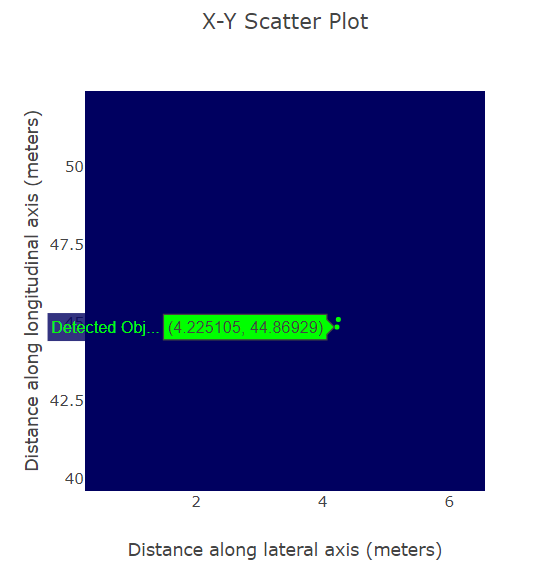 X-Y Scatter Plot
Distance along longitudinal axis (meters)
50
47.5
45
Detected Obj... (4.225105, 44.86929)
42.5
40
2 4 6
Distance along lateral axis (meters)